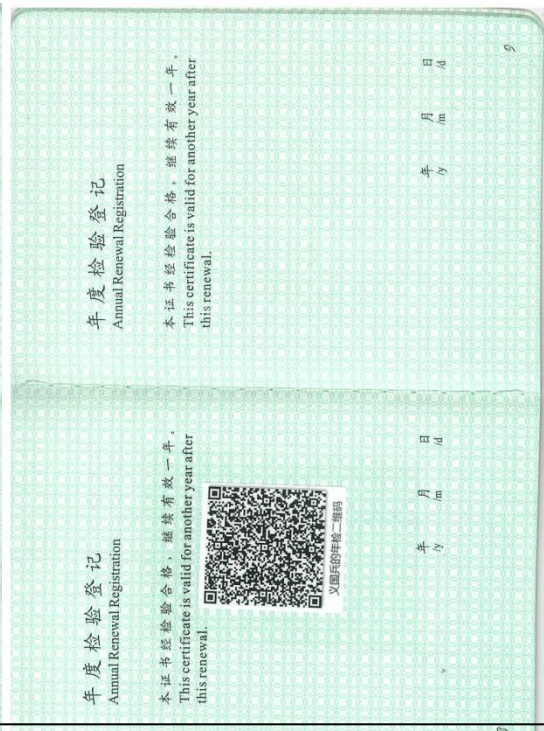 年度检验登记
Annual Renewal Registration
本证书经检验合格，继续有效一年。
This certificate is valid for another year after
this renewal.
义国兵的年检二维码
年 月 日
/y /m /d
8
年度检验登记
Annual Renewal Registration
本证书经检验合格，继续有效一年。
This certificate is valid for another year after
this renewal.
年 月 日
/y /m /d
9